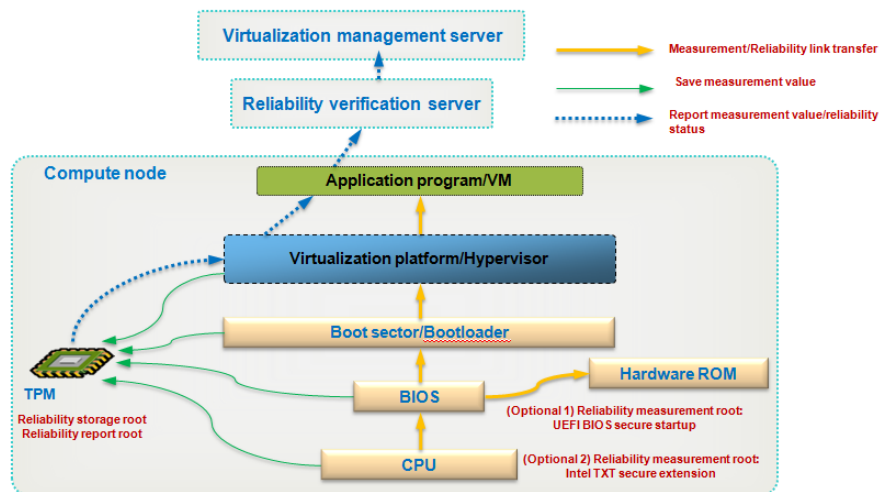 Virtualization management server
Measurement/Reliability link transfer
Save measurement value
Reliability verification server
Report measurement value/reliability
status
Compute node
Application program/VM
Virtualization platform/Hypervisor
Boot sector/Bootloader
Hardware ROM
TPM
BIOS
(Optional 1) Reliability measurement root:
UEFI BIOS secure startup
Reliability storage root
Reliability report root
CPU
(Optional 2) Reliability measurement root:
Intel TXT secure extension